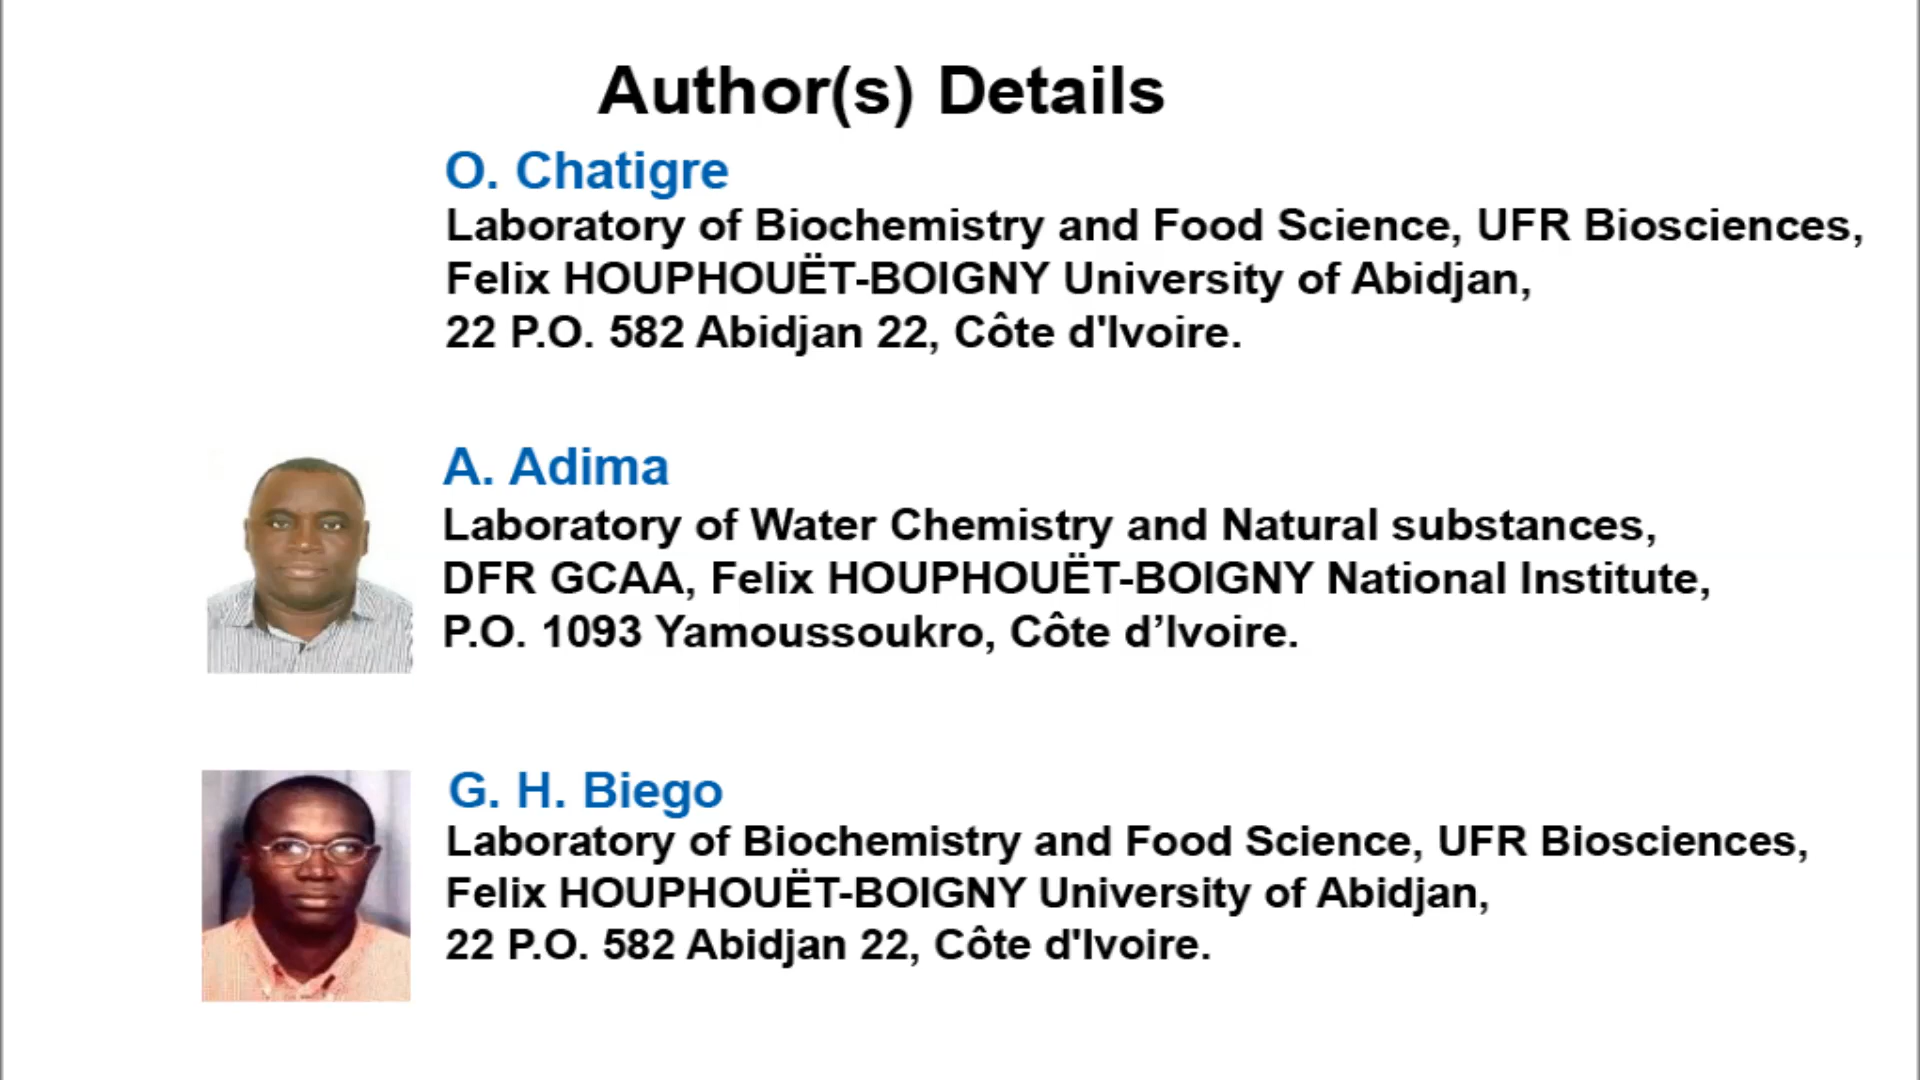 Author(s) Details
O. Chatigre
Laboratory of Biochemistry and Food Science, UFR Biosciences,
Felix HOUPHOUËT-BOIGNY University of Abidjan,
22 P.O. 582 Abidjan 22, Côte d'Ivoire.
A. Adima
Laboratory of Water Chemistry and Natural substances,
DFR GCAA, Felix HOUPHOUËT-BOIGNY National Institute,
P.O. 1093 Yamoussoukro, Côte d’Ivoire.
G. H. Biego
Laboratory of Biochemistry and Food Science, UFR Biosciences,
Felix HOUPHOUËT-BOIGNY University of Abidjan,
22 P.O. 582 Abidjan 22, Côte d'Ivoire.